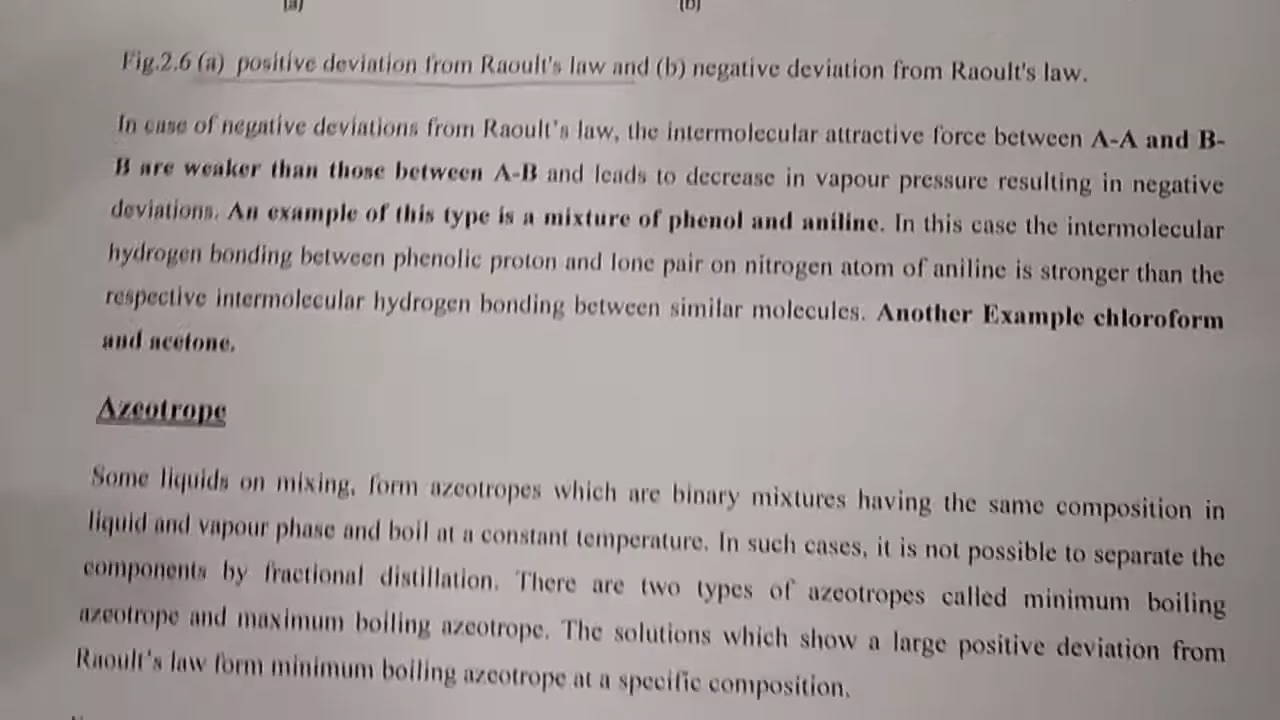 (a) (b)
Fig.2.6 (a) positive deviation from Raoult's law and (b) negative deviation from Raoult's law.
In case of negative deviations from Raoult's law, the intermolecular attractive force between A-A and B-
B are weaker than those between A-B and leads to decrease in vapour pressure resulting in negative
deviations. An example of this type is a mixture of phenol and aniline. In this case the intermolecular
hydrogen bonding between phenolic proton and lone pair on nitrogen atom of aniline is stronger than the
respective intermolecular hydrogen bonding between similar molecules. Another Example chloroform
and acetone.
Azeotrope
Some liquids on mixing, form azeotropes which are binary mixtures having the same composition in
liquid and vapour phase and boil at a constant temperature. In such cases, it is not possible to separate the
components by fractional distillation. There are two types of azeotropes called minimum boiling
azeotrope and maximum boiling azeotrope. The solutions which show a large positive deviation from
Raoult's law form minimum boiling azeotrope at a specific composition.